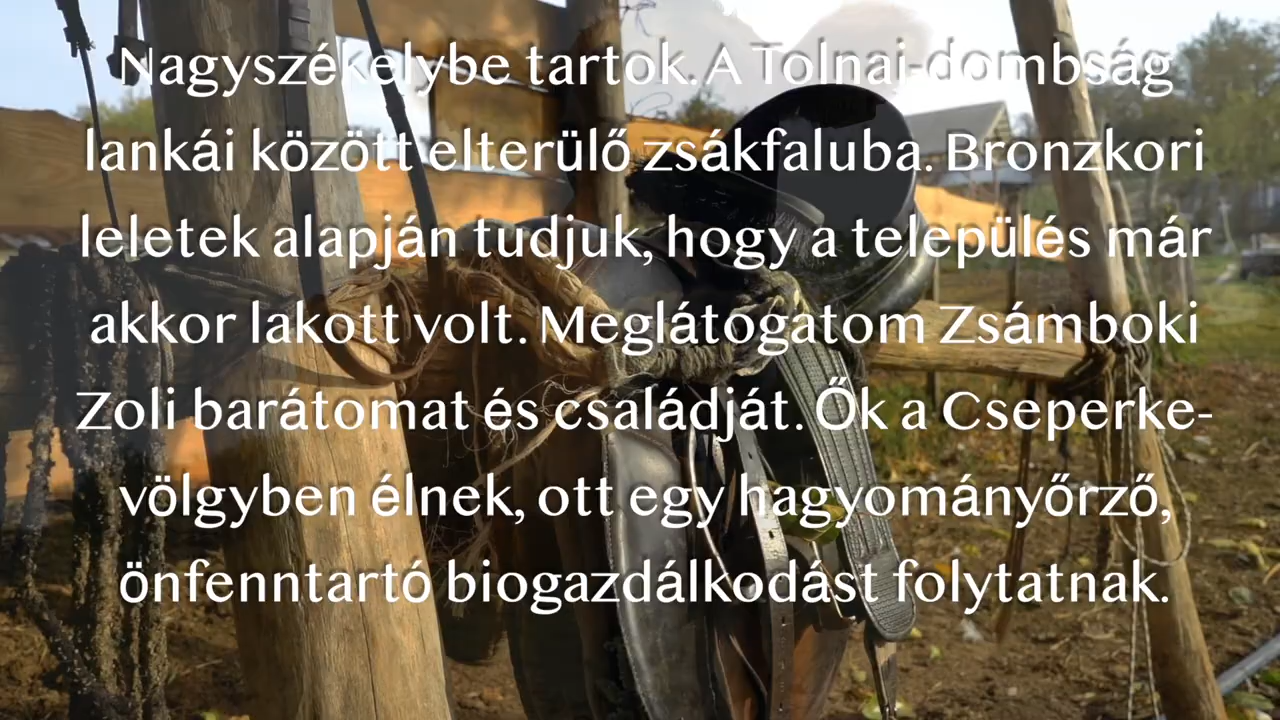 Nagyszékelybe tartok. A Tolnai-dombság
lankái között elterülő zsákfaluba. Bronzkori
leletek alapján tudjuk, hogy a település már
akkor lakott volt. Meglátogatom Zsámboki
Zoli barátomat és családját. Ők a Cseperke-
völgyben élnek, ott egy hagyományőrző,
önfenntartó biogazdálkodást folytatnak.